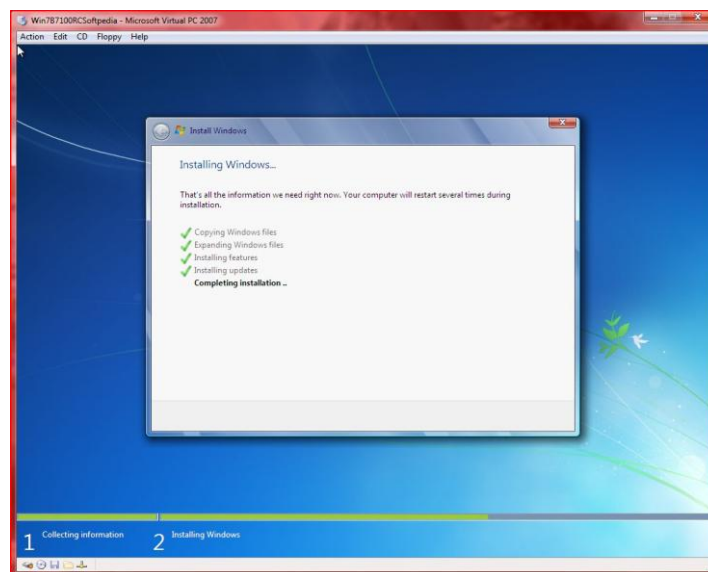 Win7B7100RCSoftpedia - Microsoft Virtual PC 2007
Action Edit CD Floppy Help
Install Windows
Installing Windows...
That's all the information we need right now. Your computer will restart several times during
installation.
Copying Windows files
Expanding Windows files
Installing features
Installing updates
Completing installation ..
1 Collecting information
2 Installing Windows